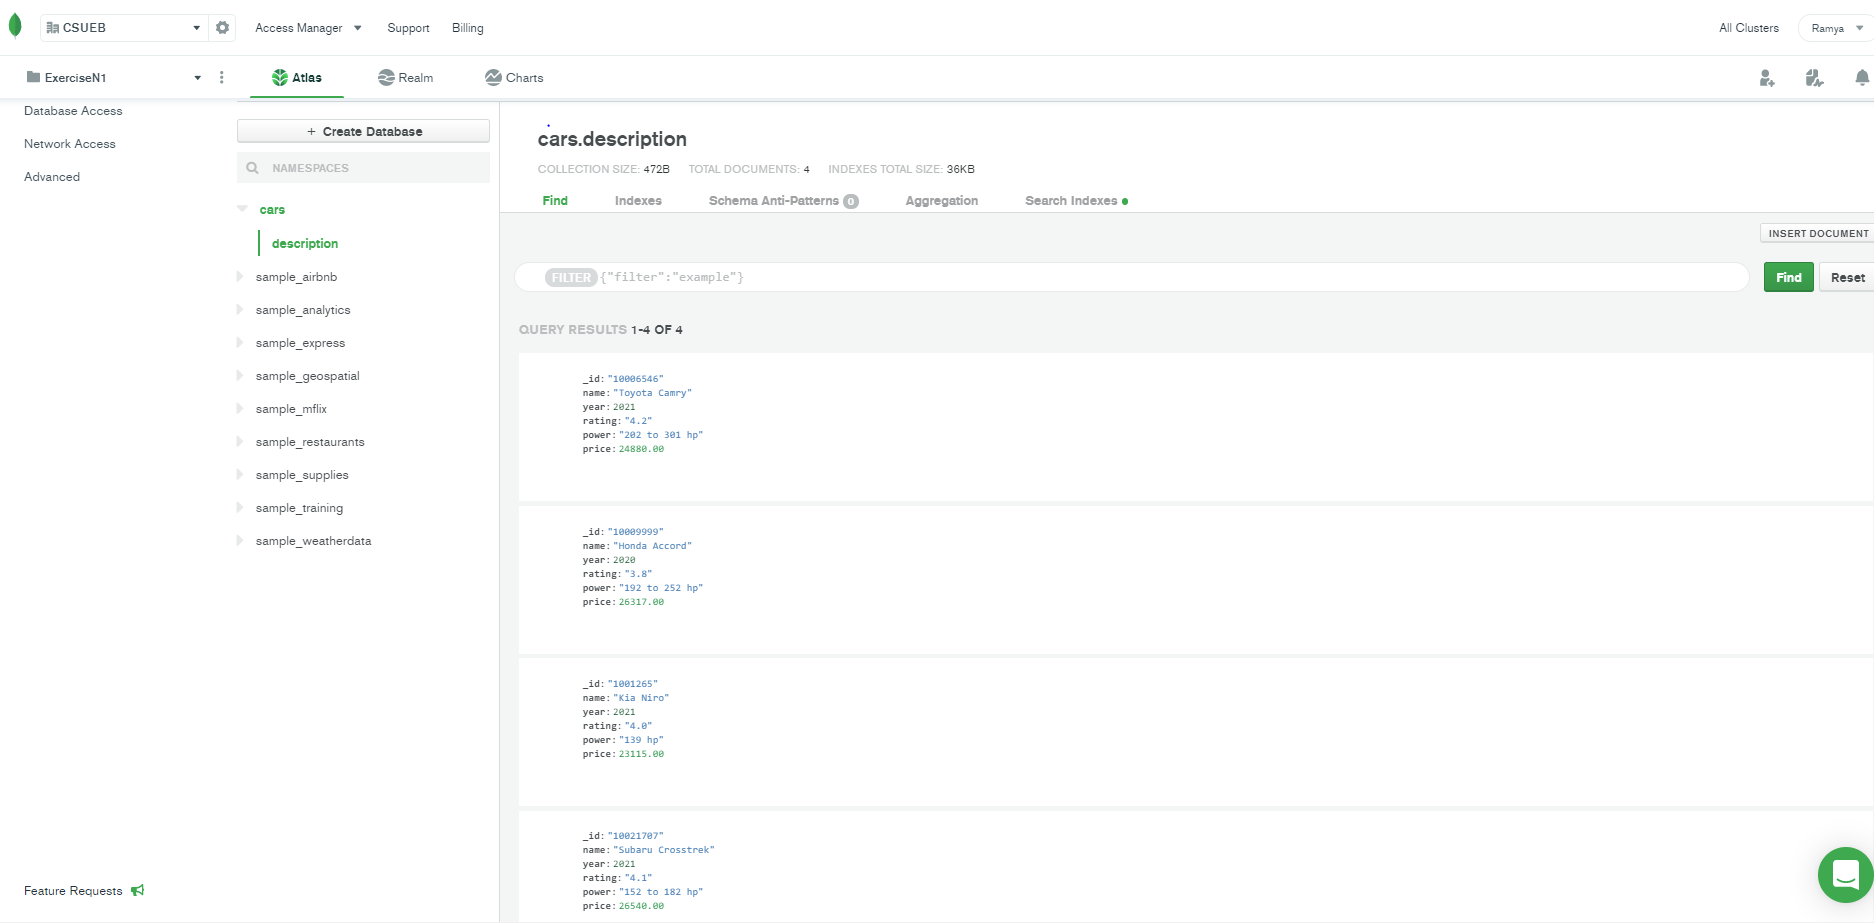 CSUEB
Access Manager
Support
Billing
All Clusters
Ramya
ExerciseN1
Atlas
Realm
Charts
Database Access
Network Access
Advanced
Feature Requests
+ Create Database
NAMESPACES
cars
description
sample_airbnb
sample_analytics
sample_express
sample_geospatial
sample_mflix
sample_restaurants
sample_supplies
sample_training
sample_weatherdata
cars.description
COLLECTION SIZE: 472B TOTAL DOCUMENTS: 4 INDEXES TOTAL SIZE: 36KB
Find Indexes Schema Anti-Patterns 0 Aggregation Search Indexes
INSERT DOCUMENT
FILTER {"filter":"example"}
Find
Reset
QUERY RESULTS 1-4 OF 4
_id: "10006546"
name: "Toyota Camry"
year: 2021
rating: "4.2"
power: "202 to 301 hp"
price: 24880.00
_id: "10009999"
name: "Honda Accord"
year: 2020
rating: "3.8"
power: "192 to 252 hp"
price: 26317.00
_id: "1001265"
name: "Kia Niro"
year: 2021
rating: "4.0"
power: "139 hp"
price: 23115.00
_id: "10021707"
name: "Subaru Crosstrek"
year: 2021
rating: "4.1"
power: "152 to 182 hp"
price: 26540.00